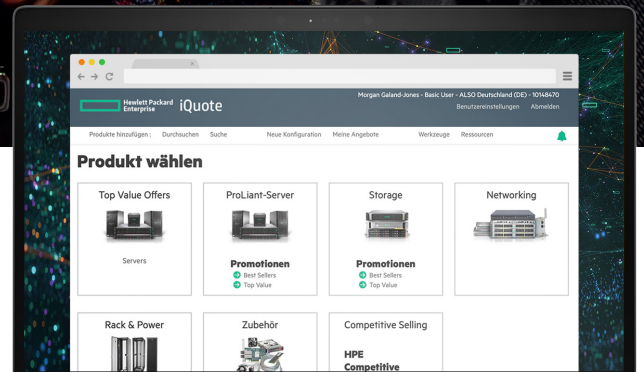 Morgan Galand-Jones - Basic User - ALSO Deutschland (DE) - 10148470
Hewlett Packard
Enterprise
iQuote
Benutzereinstellungen Abmelden
Produkte hinzufügen : Durchsuchen Suche Neue Konfiguration Meine Angebote Werkzeuge Ressourcen
Produkt wählen
Top Value Offers
Servers
ProLiant-Server
Promotionen
Best Sellers
Top Value
Storage
Promotionen
Best Sellers
Top Value
Networking
Rack & Power
Zubehör
Competitive Selling
HPE
Competitive